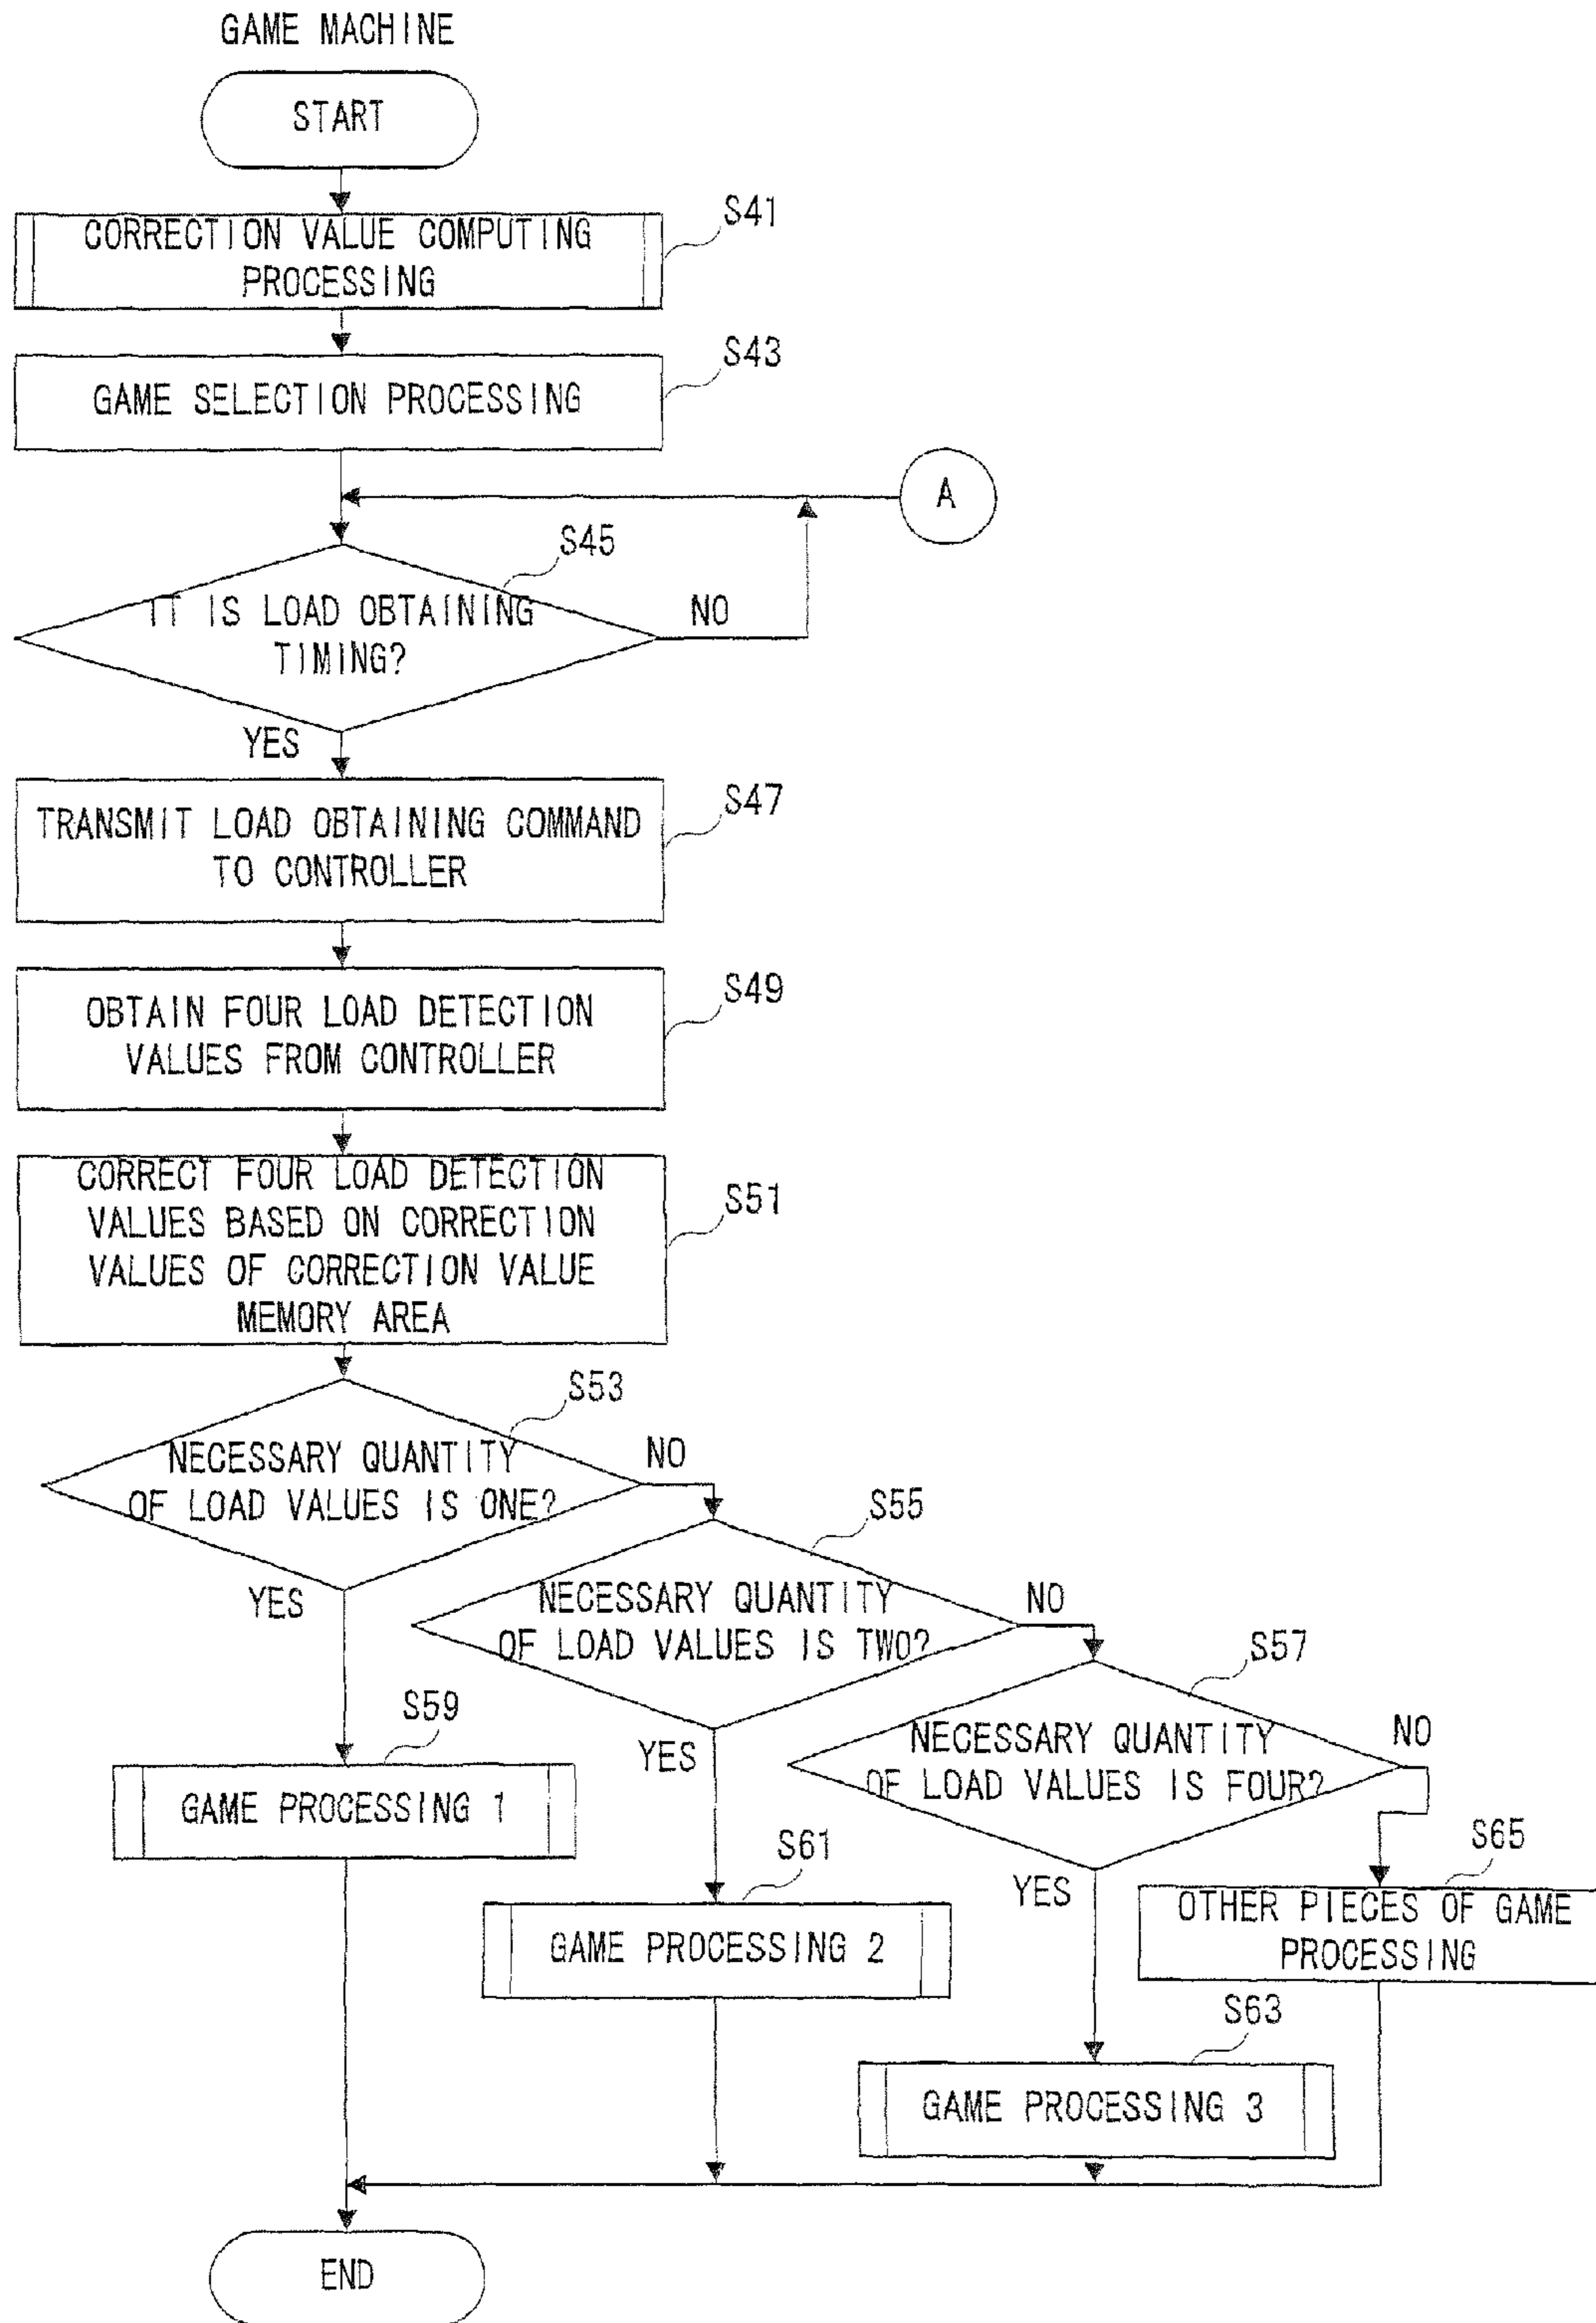 GAME MACHINE
START
S41
CORRECTION VALUE COMPUTING
PROCESSING
S43
GAME SELECTION PROCESSING
A
S45
IT IS LOAD OBTAINING
TIMING?
NO
YES
S47
TRANSMIT LOAD OBTAINING COMMAND
TO CONTROLLER
S49
OBTAIN FOUR LOAD DETECTION
VALUES FROM CONTROLLER
S51
CORRECT FOUR LOAD DETECTION
VALUES BASED ON CORRECTION
VALUES OF CORRECTION VALUE
MEMORY AREA
S53
NECESSARY QUANTITY
OF LOAD VALUES IS ONE?
NO
YES
S55
NECESSARY QUANTITY
OF LOAD VALUES IS TWO?
NO
YES
S57
NECESSARY QUANTITY
OF LOAD VALUES IS FOUR?
NO
YES
S59
GAME PROCESSING 1
S61
GAME PROCESSING 2
S65
OTHER PIECES OF GAME
PROCESSING
S63
GAME PROCESSING 3
END